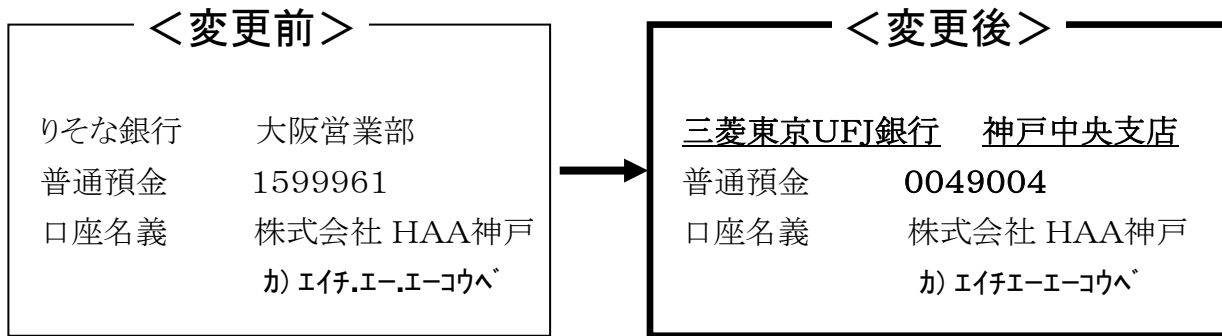 ＜変更前＞
りそな銀行 大阪営業部
普通預金 1599961
口座名義 株式会社 HAA神戸
ｶ) ｴｲﾁ.ｴｰ.ｴｰｺｳﾍﾞ
＜変更後＞
三菱東京UFJ銀行 神戸中央支店
普通預金 0049004
口座名義 株式会社 HAA神戸
ｶ) ｴｲﾁｴｰｴｰｺｳﾍﾞ